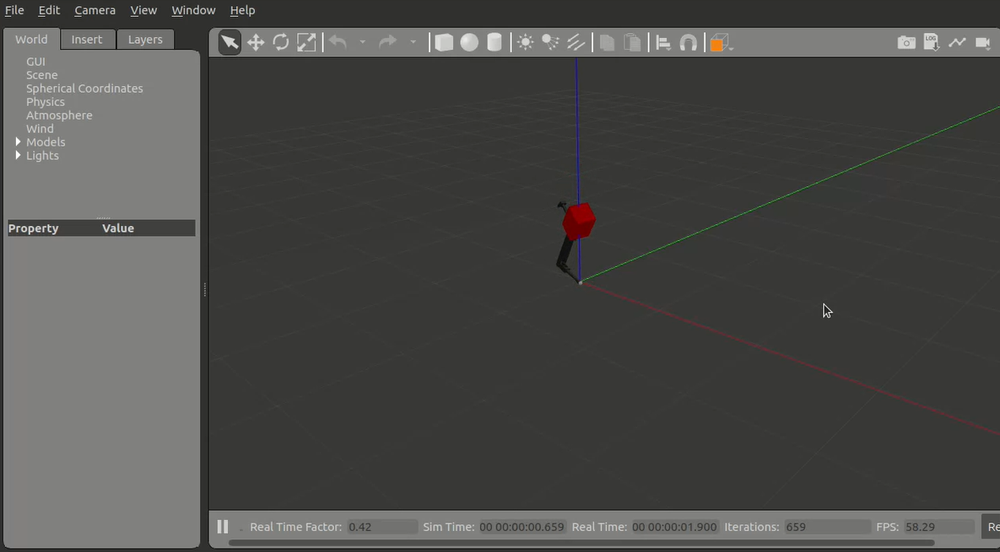 File Edit Camera View Window Help
World Insert Layers
LOG
GUI
Scene
Spherical Coordinates
Physics
Atmosphere
Wind
Models
Lights
Property Value
Real Time Factor: 0.42 Sim Time: 00 00:00:00.659 Real Time: 00 00:00:01.900 Iterations: 659 FPS: 58.29 Re